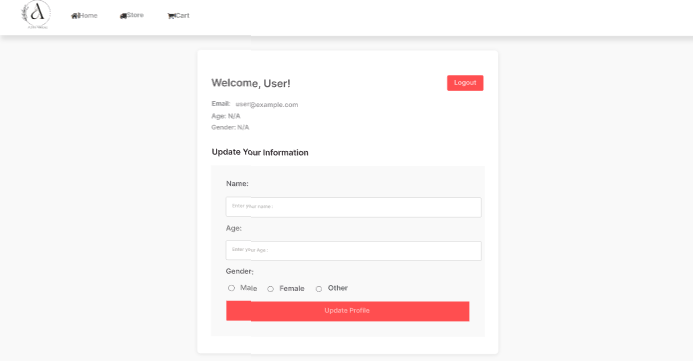 A
Home Store Cart
Welcome, User!
Logout
Email: user@example.com
Age: N/A
Gender: N/A
Update Your Information
Name:
Enter your name :
Age:
Enter your Age :
Gender:
Male Female Other
Update Profile